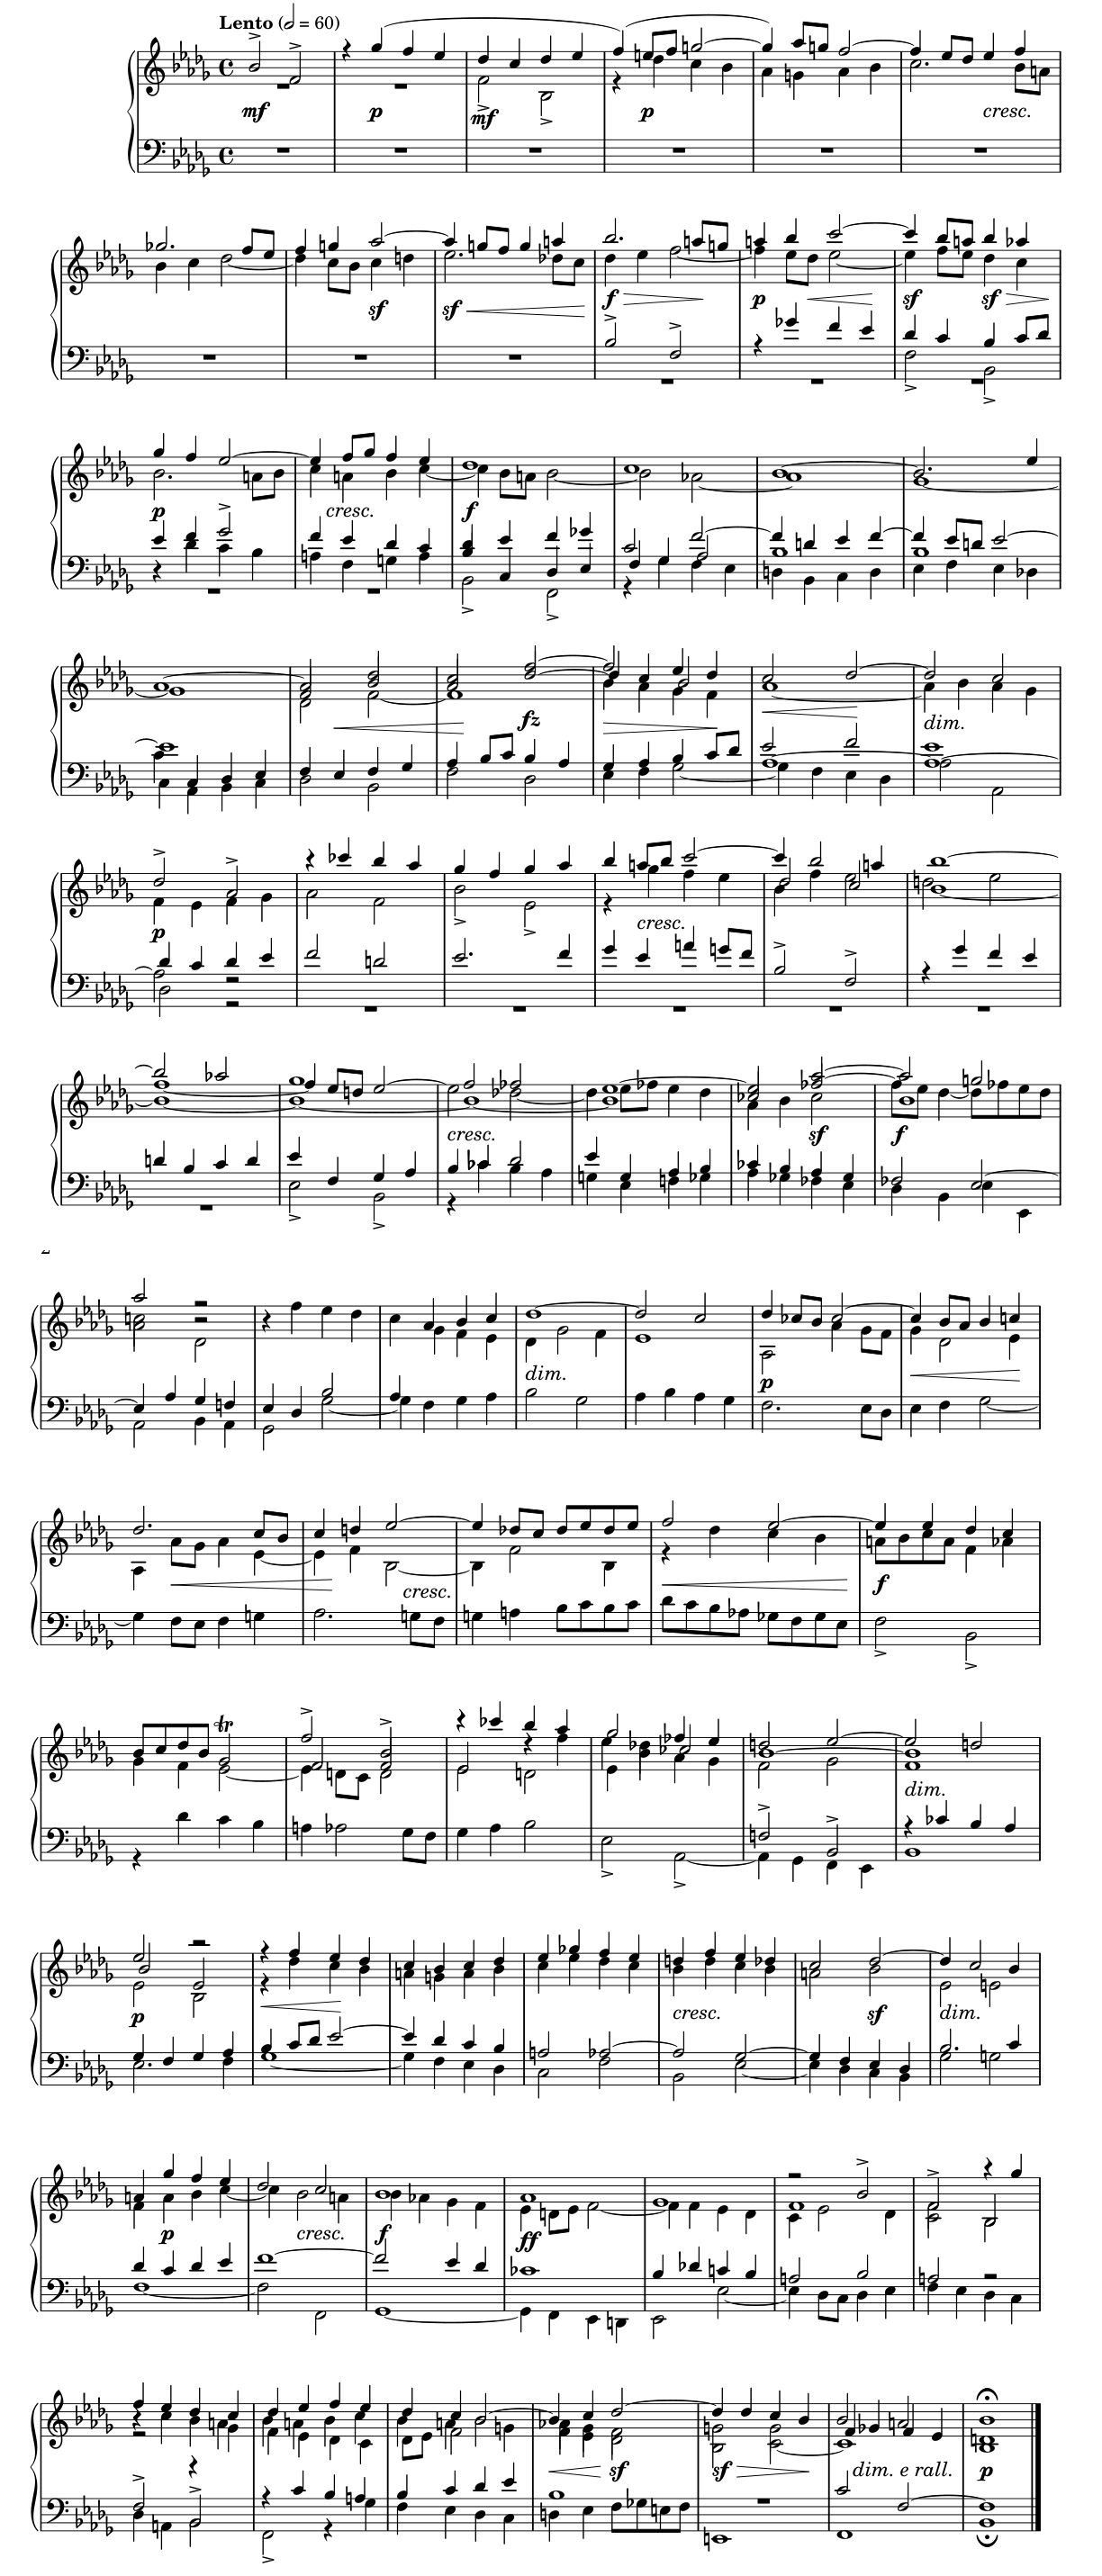 Lento (𝅗𝅥 = 60)
mf p mf p cresc.
sf sf f p sf sf
p cresc. f
fz dim.
p cresc.
cresc. sf f
2
dim. p
cresc. f
dim.
p cresc. sf dim.
p cresc. f ff
sf sf dim. e rall. p